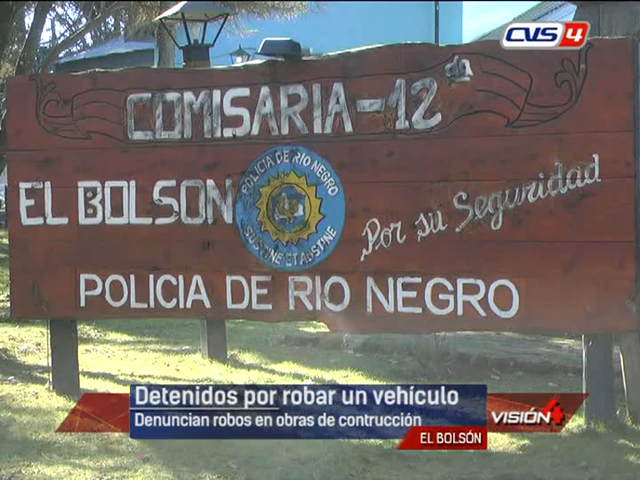 CVS 4
COMISARIA-12da
EL BOLSON
POLICIA DE RIO NEGRO
SUSTINE ET ABSTINE
Por su Seguridad
POLICIA DE RIO NEGRO
Detenidos por robar un vehículo
Denuncian robos en obras de contrucción
VISIÓN 4
EL BOLSÓN